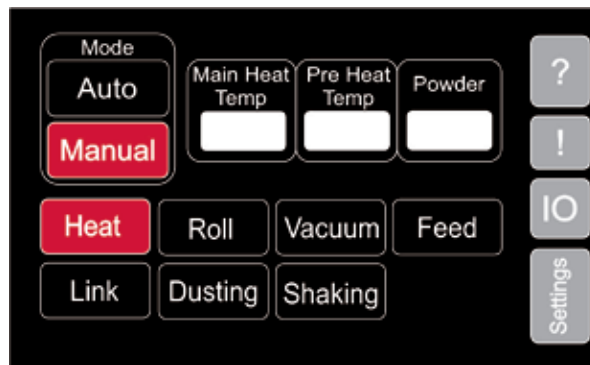 Mode
Auto
Manual
Main Heat
Temp
Pre Heat
Temp
Powder
Heat
Roll
Vacuum
Feed
Link
Dusting
Shaking
?
!
IO
Settings